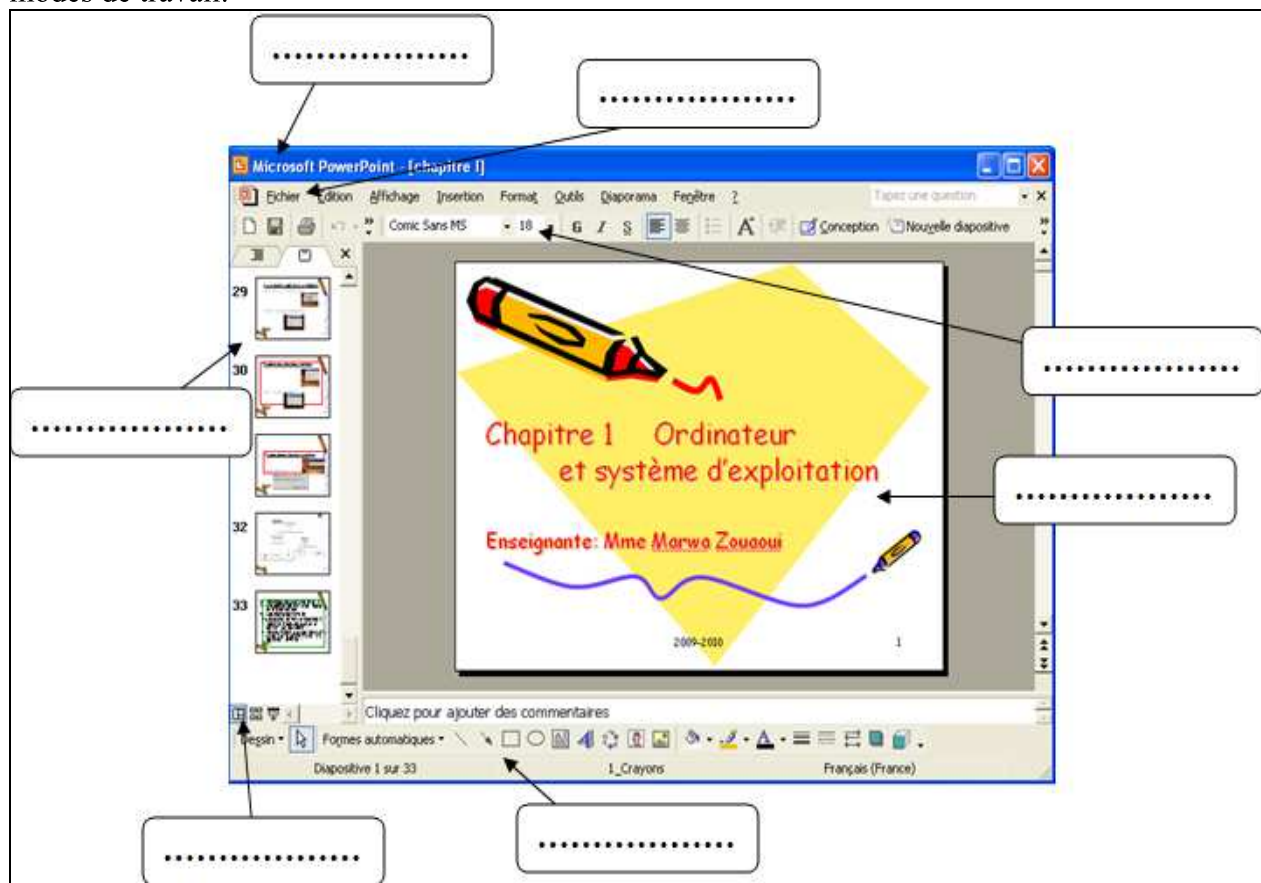 modes de travail.
..................
..................
Microsoft PowerPoint - [chapitre I]
Fichier Edition Affichage Insertion Format Outils Diaporama Fenêtre ?
Tapez une question
Comic Sans MS
18
G I S
Conception
Nouvelle diapositive
29
30
32
33
..................
..................
..................
Chapitre 1 Ordinateur
et système d'exploitation
Enseignante: Mme Marwa Zouaoui
2009-2010
1
Cliquez pour ajouter des commentaires
Dessin
Formes automatiques
Diapositive 1 sur 33
1_Crayons
Français (France)
..................
..................